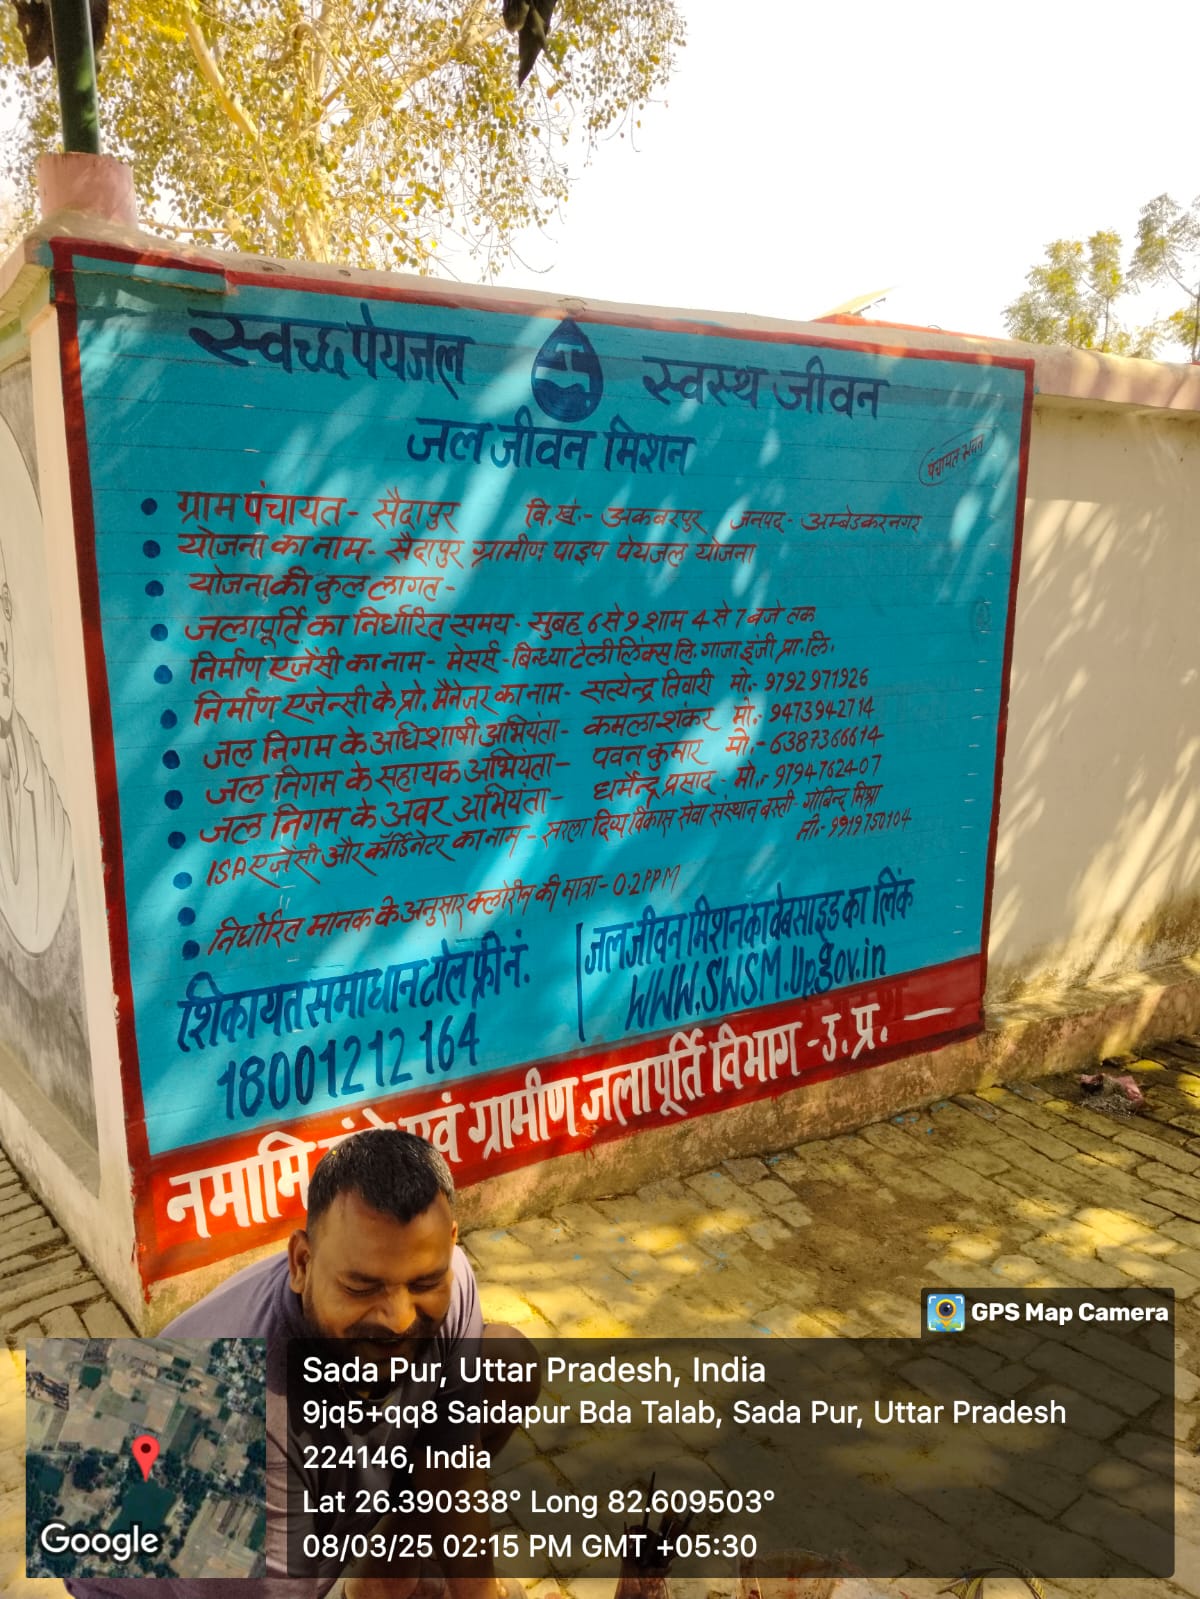 स्वच्छ पेयजल स्वस्थ जीवन
जल जीवन मिशन
पंचायत भवन
ग्राम पंचायत- सैदापुर वि.खं.- अकबरपुर जनपद- अम्बेडकरनगर
योजना का नाम- सैदापुर ग्रामीण पाइप पेयजल योजना
योजना की कुल लागत-
जलापूर्ति का निर्धारित समय- सुबह 6 से 9 शाम 4 से 7 बजे तक
निर्माण एजेंसी का नाम- मेसर्स-बिन्ध्या टेलीलिंक्स लि. गाजा इंजी प्रा. लि.
निर्माण एजेन्सी के प्रो. मैनेजर का नाम- सत्येन्द्र तिवारी मो:- 9792971926
जल निगम के अधिशाषी अभियंता- कमला शंकर मो:- 9473942714
जल निगम के सहायक अभियंता- पवन कुमार मो.- 6387366614
जल निगम के अवर अभियंता- धर्मेन्द्र प्रसाद- मो.- 9794762407
ISA एजेंसी और कॉर्डिनेटर का नाम- सरला दिव्य विकास सेवा संस्थान बस्ती- गोबिन्द मिश्रा
मो:- 9919750104
निर्धारित मानक के अनुसार क्लोरीन की मात्रा- 0.2PPM
शिकायत समाधान टोल फ्री नं.
18001212164
जल जीवन मिशन का वेबसाइड का लिंक
WWW.SWSM.Up.gov.in
नमामि एवं ग्रामीण जलापूर्ति विभाग-उ.प्र.
GPS Map Camera
Sada Pur, Uttar Pradesh, India
9jq5+qq8 Saidapur Bda Talab, Sada Pur, Uttar Pradesh
224146, India
Lat 26.390338° Long 82.609503°
08/03/25 02:15 PM GMT +05:30
Google